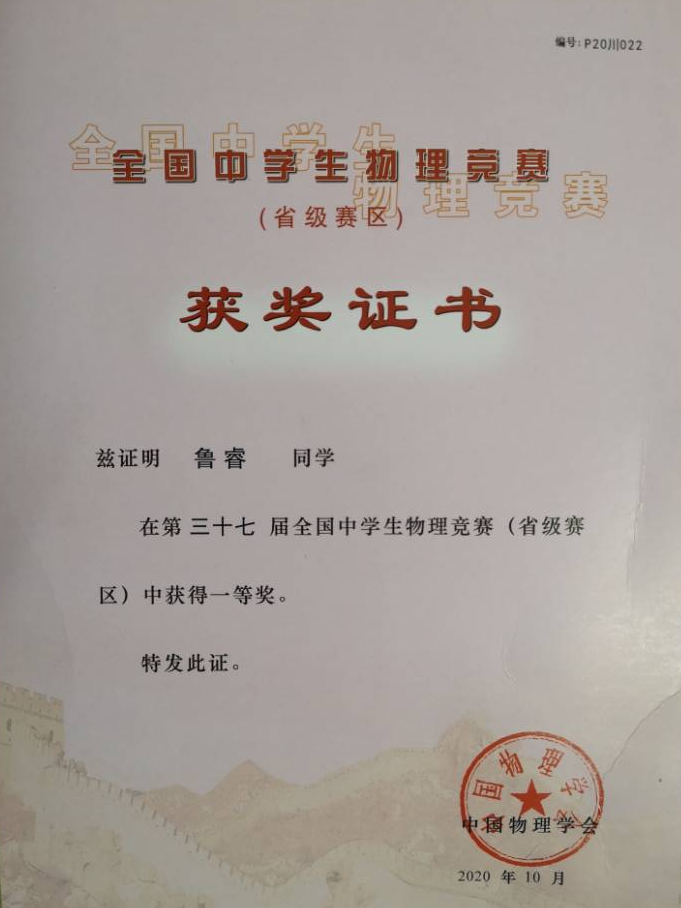 编号：P20川022
全国中学生
物理竞赛
全国中学生物理竞赛
（省级赛区）
获奖证书
兹证明 鲁睿 同学
在第 三十七 届全国中学生物理竞赛（省级赛
区）中获得一等奖。
特发此证。
中国物理学会
中国物理学会
2020 年 10 月